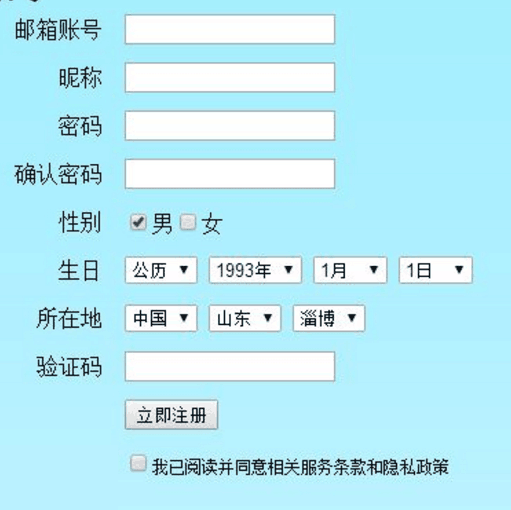 邮箱账号
昵称
密码
确认密码
性别 男 女
生日 公历 1993年 1月 1日
所在地 中国 山东 淄博
验证码
立即注册
我已阅读并同意相关服务条款和隐私政策